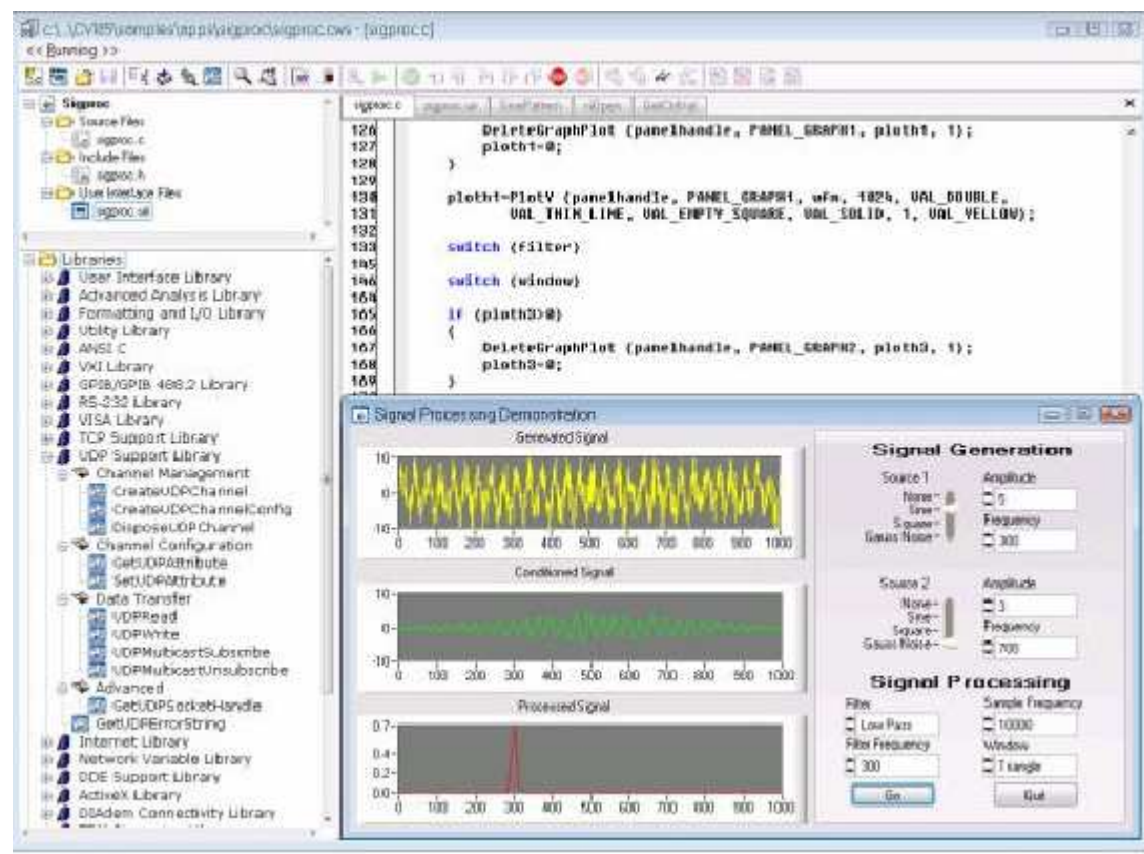 c:\..\CVI85\samples\apps\sigproc\sigproc.cws - [sigproc.c]
<< Running >>
Sigproc
Source Files
sigproc.c
Include Files
sigproc.h
User Interface Files
sigproc.uir
Libraries
User Interface Library
Advanced Analysis Library
Formatting and I/O Library
Utility Library
ANSI C
VXI Library
GPIB/GPIB 488.2 Library
RS-232 Library
VISA Library
TCP Support Library
UDP Support Library
Channel Management
CreateUDPChannel
CreateUDPChannelConfig
DisposeUDPChannel
Channel Configuration
GetUDPAttribute
SetUDPAttribute
Data Transfer
UDPRead
UDPWrite
UDPMulticastSubscribe
UDPMulticastUnsubscribe
Advanced
GetUDPSocketHandle
GetUDPErrorString
Internet Library
Network Variable Library
DDE Support Library
ActiveX Library
DIAdem Connectivity Library
sigproc.c
126 DeleteGraphPlot (panelhandle, PANEL_GRAPH1, ploth1, 1);
127 ploth1=0;
128 }
129
130 ploth1=PlotY (panelhandle, PANEL_GRAPH1, wfm, 1024, VAL_DOUBLE,
131 VAL_THIN_LINE, VAL_EMPTY_SQUARE, VAL_SOLID, 1, VAL_YELLOW);
132
133 switch (filter)
145
146 switch (window)
164
165 if (ploth3>0)
166 {
167 DeleteGraphPlot (panelhandle, PANEL_GRAPH2, ploth3, 1);
168 ploth3=0;
169 }
Signal Processing Demonstration
Generated Signal
10
0
-10
0 100 200 300 400 500 600 700 800 900 1000
Conditioned Signal
10
0
-10
0 100 200 300 400 500 600 700 800 900 1000
Processed Signal
0.7
0.4
0.2
0.0
0 100 200 300 400 500 600 700 800 900 1000
Signal Generation
Source 1
None
Sine
Square
Gauss Noise
Amplitude
5
Frequency
300
Source 2
None
Sine
Square
Gauss Noise
Amplitude
3
Frequency
700
Signal Processing
Filter
Low Pass
Sample Frequency
10000
Filter Frequency
300
Window
Triangle
Go
Quit